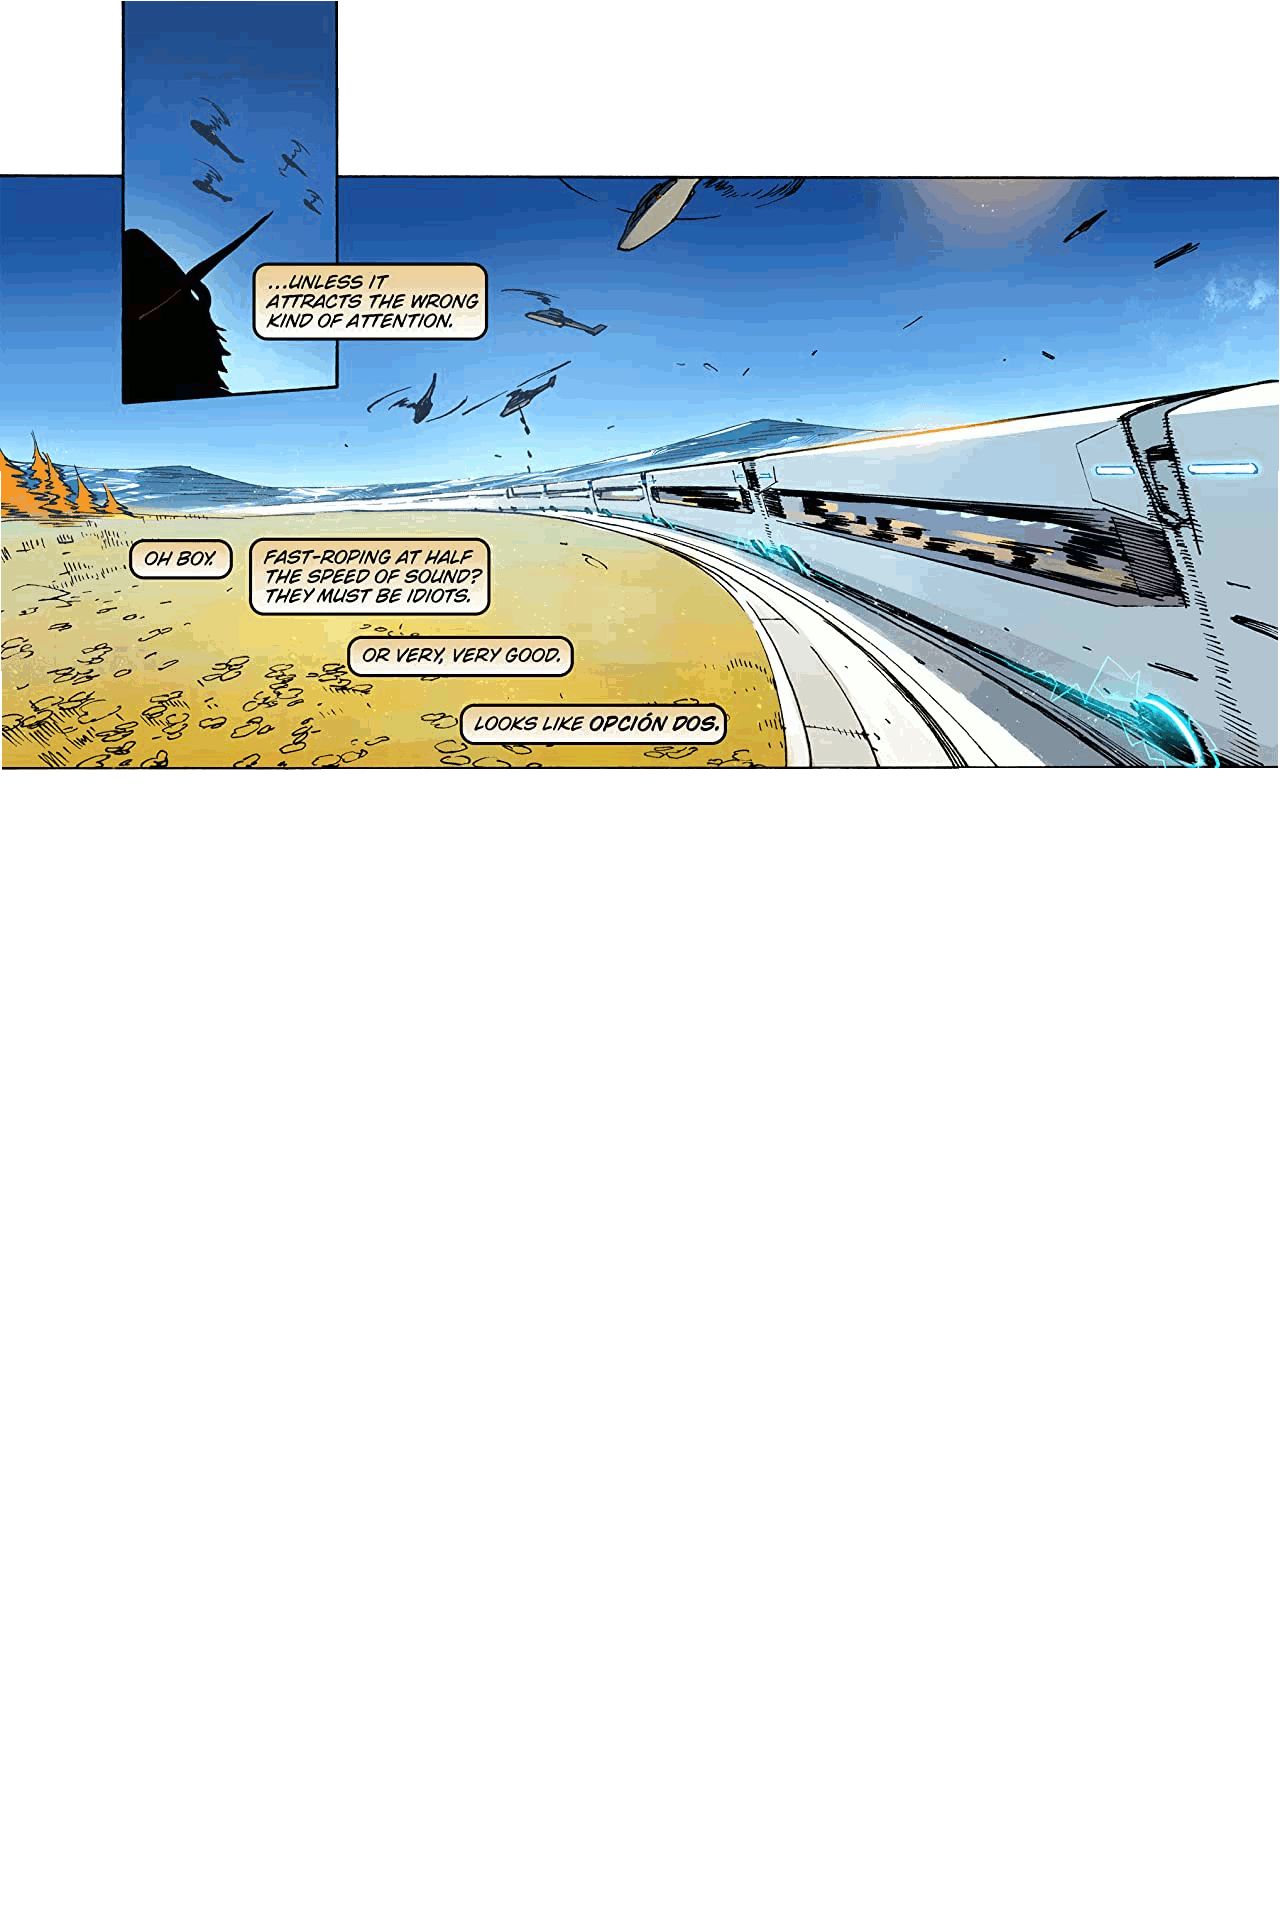 ...UNLESS IT
ATTRACTS THE WRONG
KIND OF ATTENTION.
OH BOY.
FAST-ROPING AT HALF
THE SPEED OF SOUND?
THEY MUST BE IDIOTS.
OR VERY, VERY GOOD.
LOOKS LIKE OPCIÓN DOS.